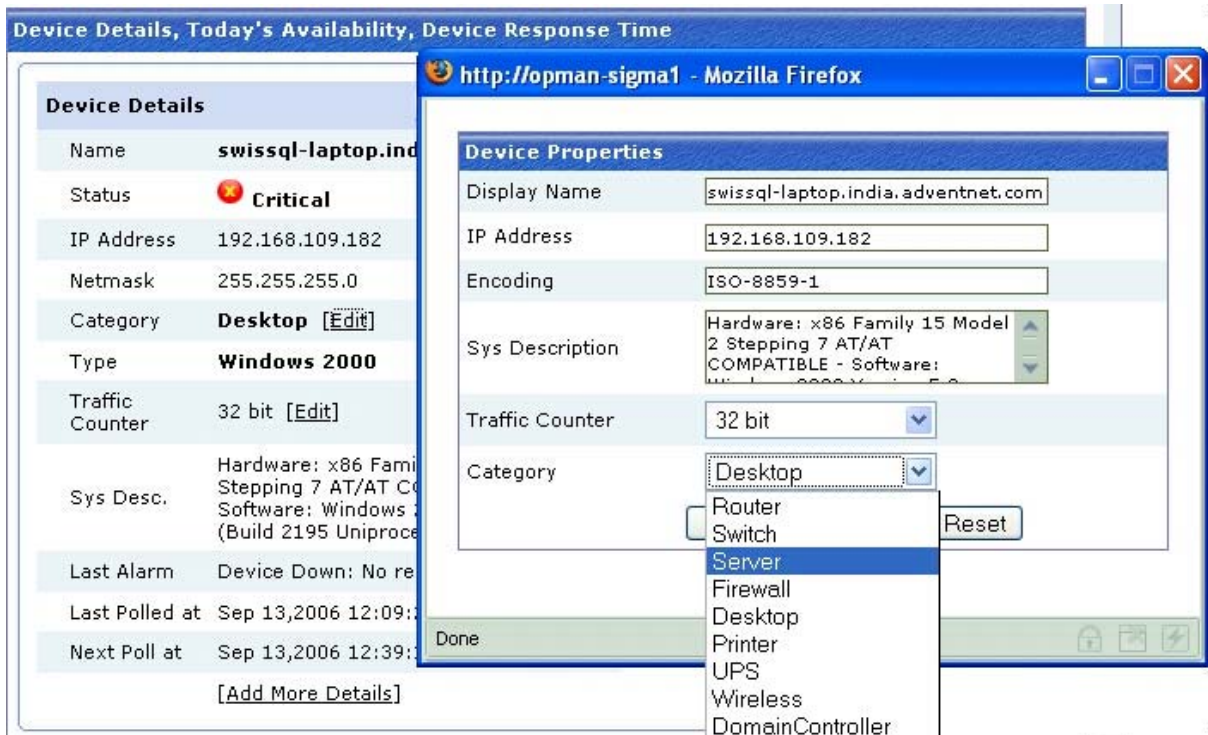 Device Details, Today's Availability, Device Response Time
Device Details
Name swissql-laptop.ind
Status Critical
IP Address 192.168.109.182
Netmask 255.255.255.0
Category Desktop [Edit]
Type Windows 2000
Traffic
Counter
32 bit [Edit]
Sys Desc.
Hardware: x86 Fami
Stepping 7 AT/AT
Software: Windows
(Build 2195 Uniproce
Last Alarm Device Down: No re
Last Polled at Sep 13,2006 12:09:
Next Poll at Sep 13,2006 12:39:
[Add More Details]
http://opman-sigma1 - Mozilla Firefox
Device Properties
Display Name swissql-laptop.india.adventnet.com
IP Address 192.168.109.182
Encoding ISO-8859-1
Sys Description
Hardware: x86 Family 15 Model
2 Stepping 7 AT/AT
COMPATIBLE - Software:
Traffic Counter 32 bit
Category Desktop
Router
Switch
Server
Firewall
Desktop
Printer
UPS
Wireless
DomainController
Reset
Done